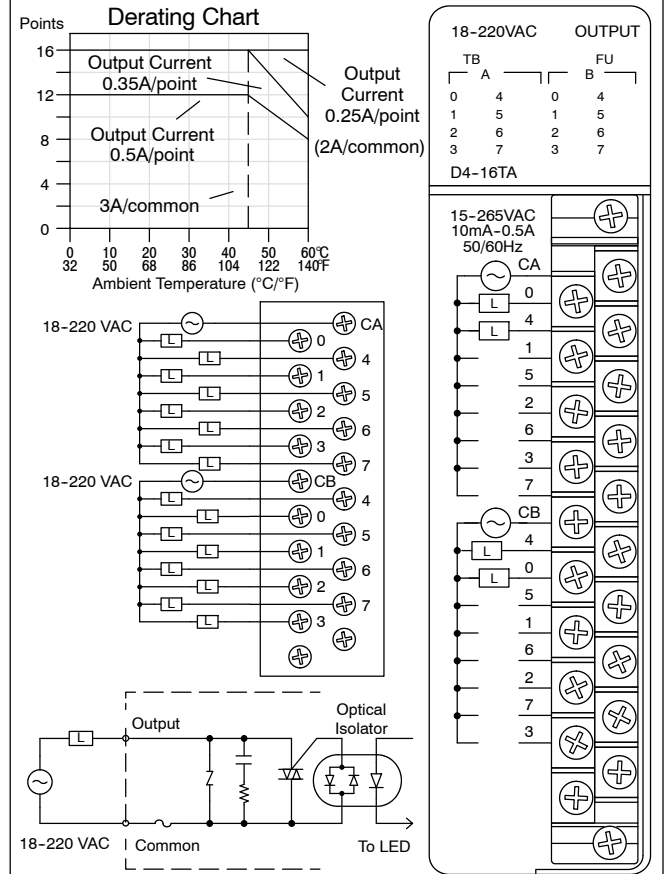 Derating Chart
Points
16
12
8
4
0
Output Current
0.35A/point
Output Current
0.5A/point
3A/common
Output
Current
0.25A/point
(2A/common)
0 10 20 30 40 50 60°C
32 50 68 86 104 122 140°F
Ambient Temperature (°C/°F)
18-220 VAC
L
L
L
L
L
L
L
L
CA
0
4
1
5
2
6
3
7
18-220 VAC
L
L
L
L
L
L
L
L
CB
4
0
5
1
6
2
7
3
L
Output
Optical
Isolator
18-220 VAC
Common
To LED
18-220VAC OUTPUT
TB FU
A B
0 4 0 4
1 5 1 5
2 6 2 6
3 7 3 7
D4-16TA
15-265VAC
10mA-0.5A
50/60Hz
CA
L 0
L 4
1
5
2
6
3
7
CB
L 4
L 0
5
1
6
2
7
3